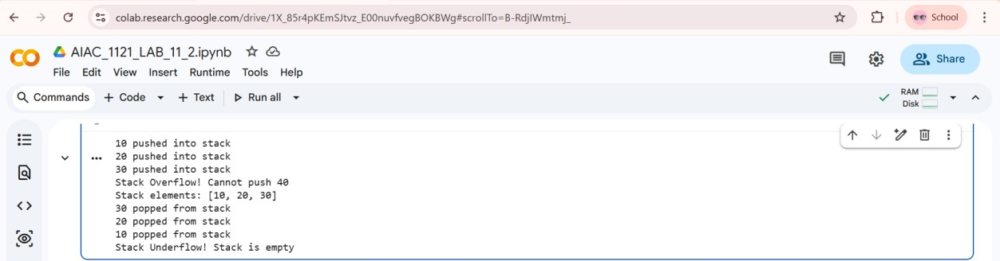 colab.research.google.com/drive/1X_85r4pKEmSJtvz_E00nuvfvegBOKBWg#scrollTo=B-RdjIWmtmj_
School
AIAC_1121_LAB_11_2.ipynb
File Edit View Insert Runtime Tools Help
Share
Commands + Code + Text Run all
RAM
Disk
10 pushed into stack
20 pushed into stack
30 pushed into stack
Stack Overflow! Cannot push 40
Stack elements: [10, 20, 30]
30 popped from stack
20 popped from stack
10 popped from stack
Stack Underflow! Stack is empty